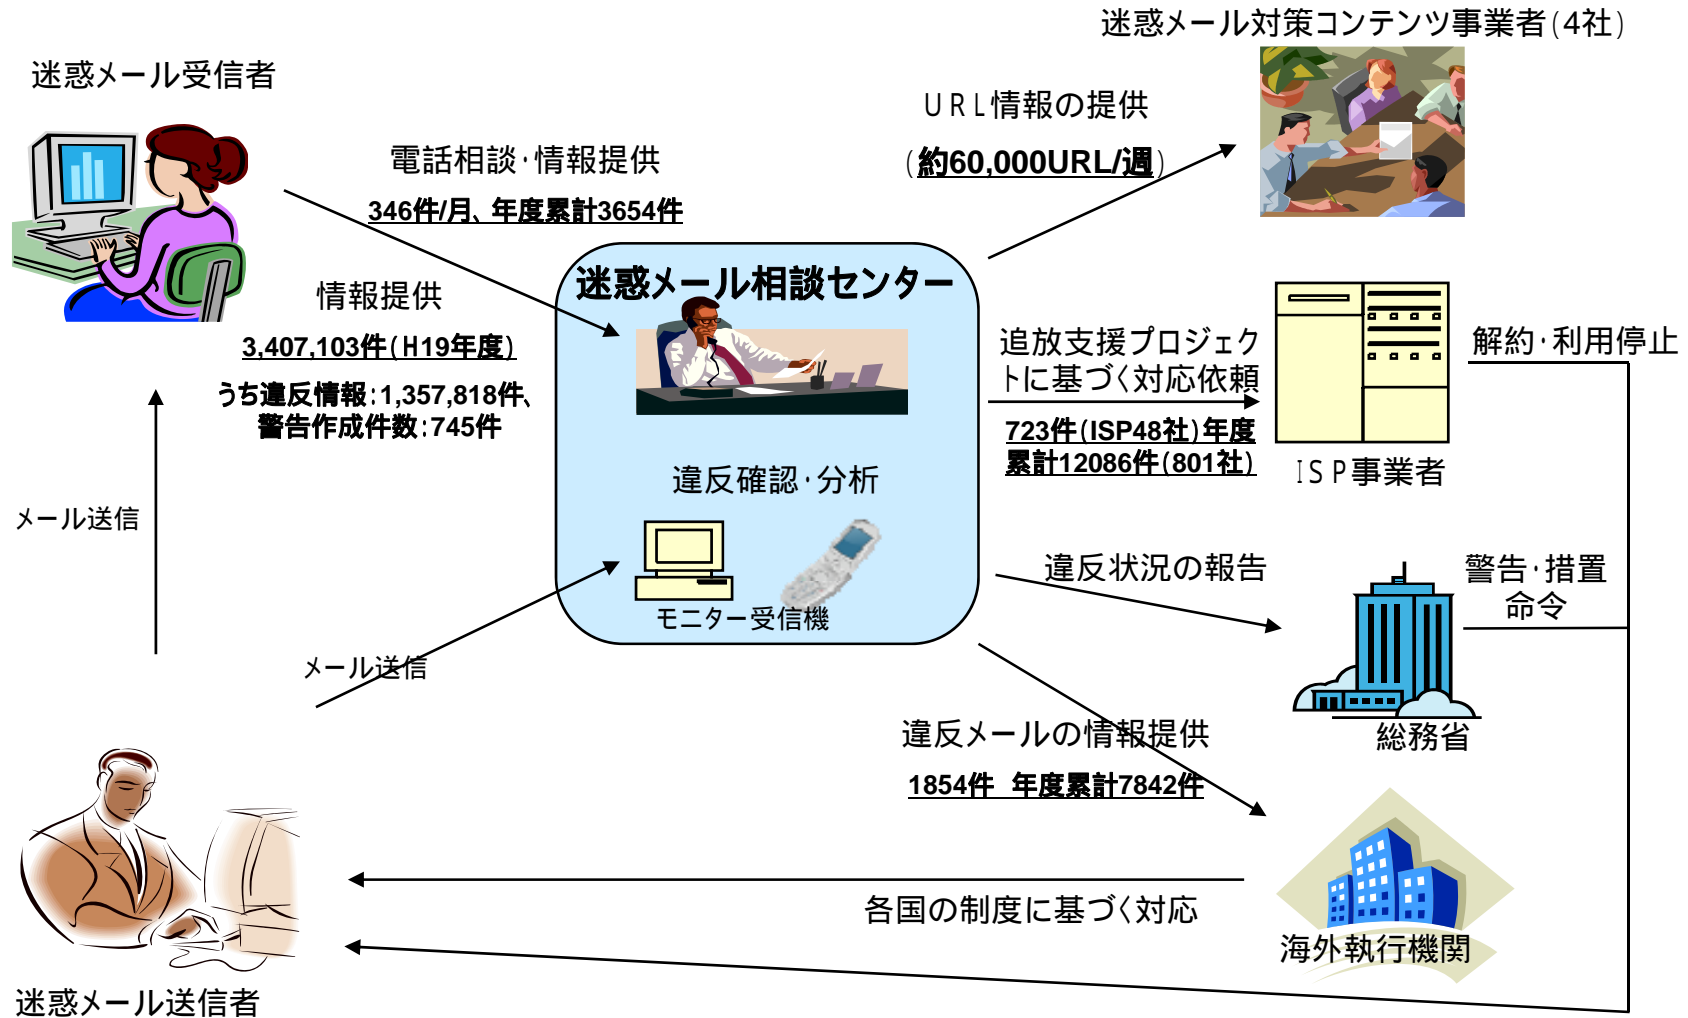 迷惑メール対策コンテンツ事業者(4社)
迷惑メール受信者
URL情報の提供
(約60,000URL/週)
電話相談・情報提供
346件/月、年度累計3654件
迷惑メール相談センター
情報提供
3,407,103件(H19年度)
うち違反情報:1,357,818件、
警告作成件数:745件
追放支援プロジェク
トに基づく対応依頼
723件(ISP48社)年度
累計12086件(801社)
ISP事業者
解約・利用停止
違反確認・分析
モニター受信機
メール送信
メール送信
違反状況の報告
警告・措置
命令
総務省
違反メールの情報提供
1854件 年度累計7842件
各国の制度に基づく対応
海外執行機関
迷惑メール送信者